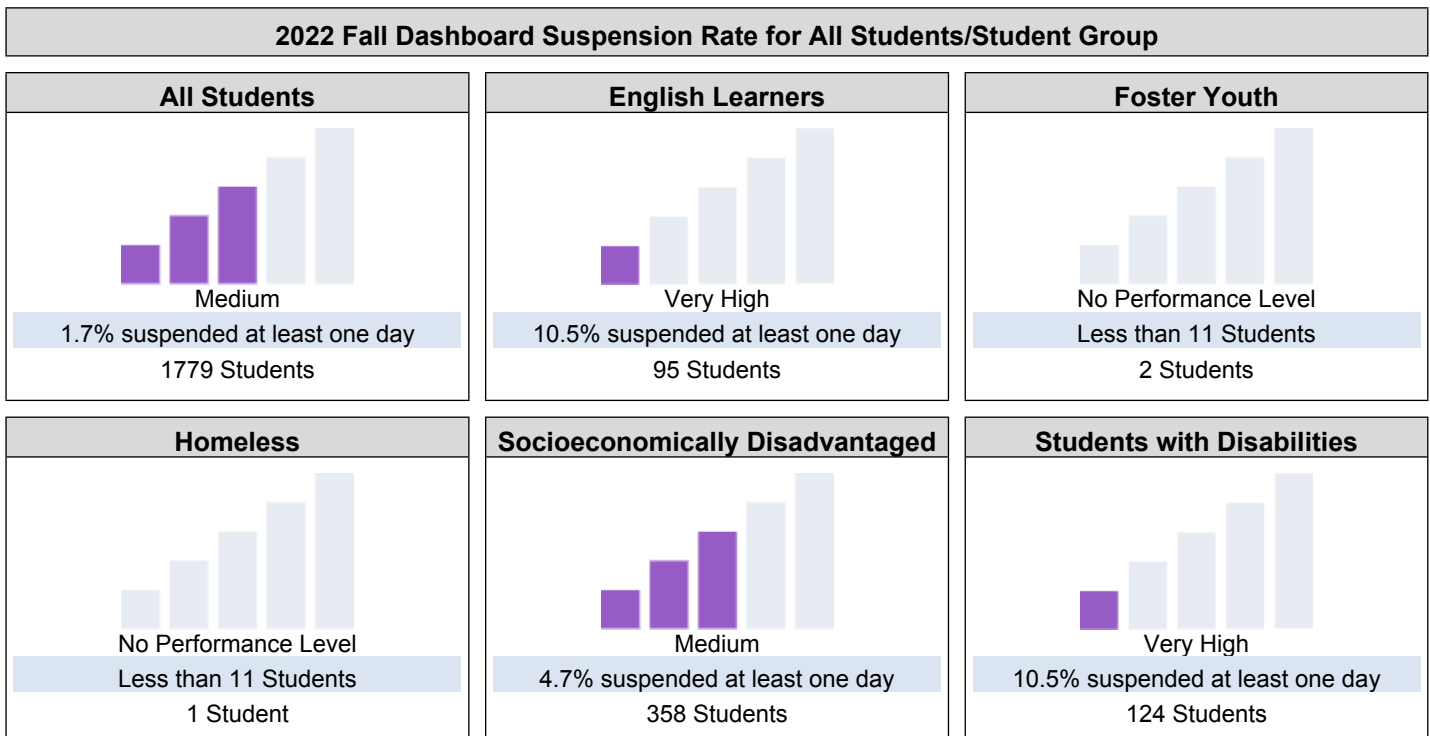 2022 Fall Dashboard Suspension Rate for All Students/Student Group
All Students
Medium
1.7% suspended at least one day
1779 Students
English Learners
Very High
10.5% suspended at least one day
95 Students
Foster Youth
No Performance Level
Less than 11 Students
2 Students
Homeless
No Performance Level
Less than 11 Students
1 Student
Socioeconomically Disadvantaged
Medium
4.7% suspended at least one day
358 Students
Students with Disabilities
Very High
10.5% suspended at least one day
124 Students